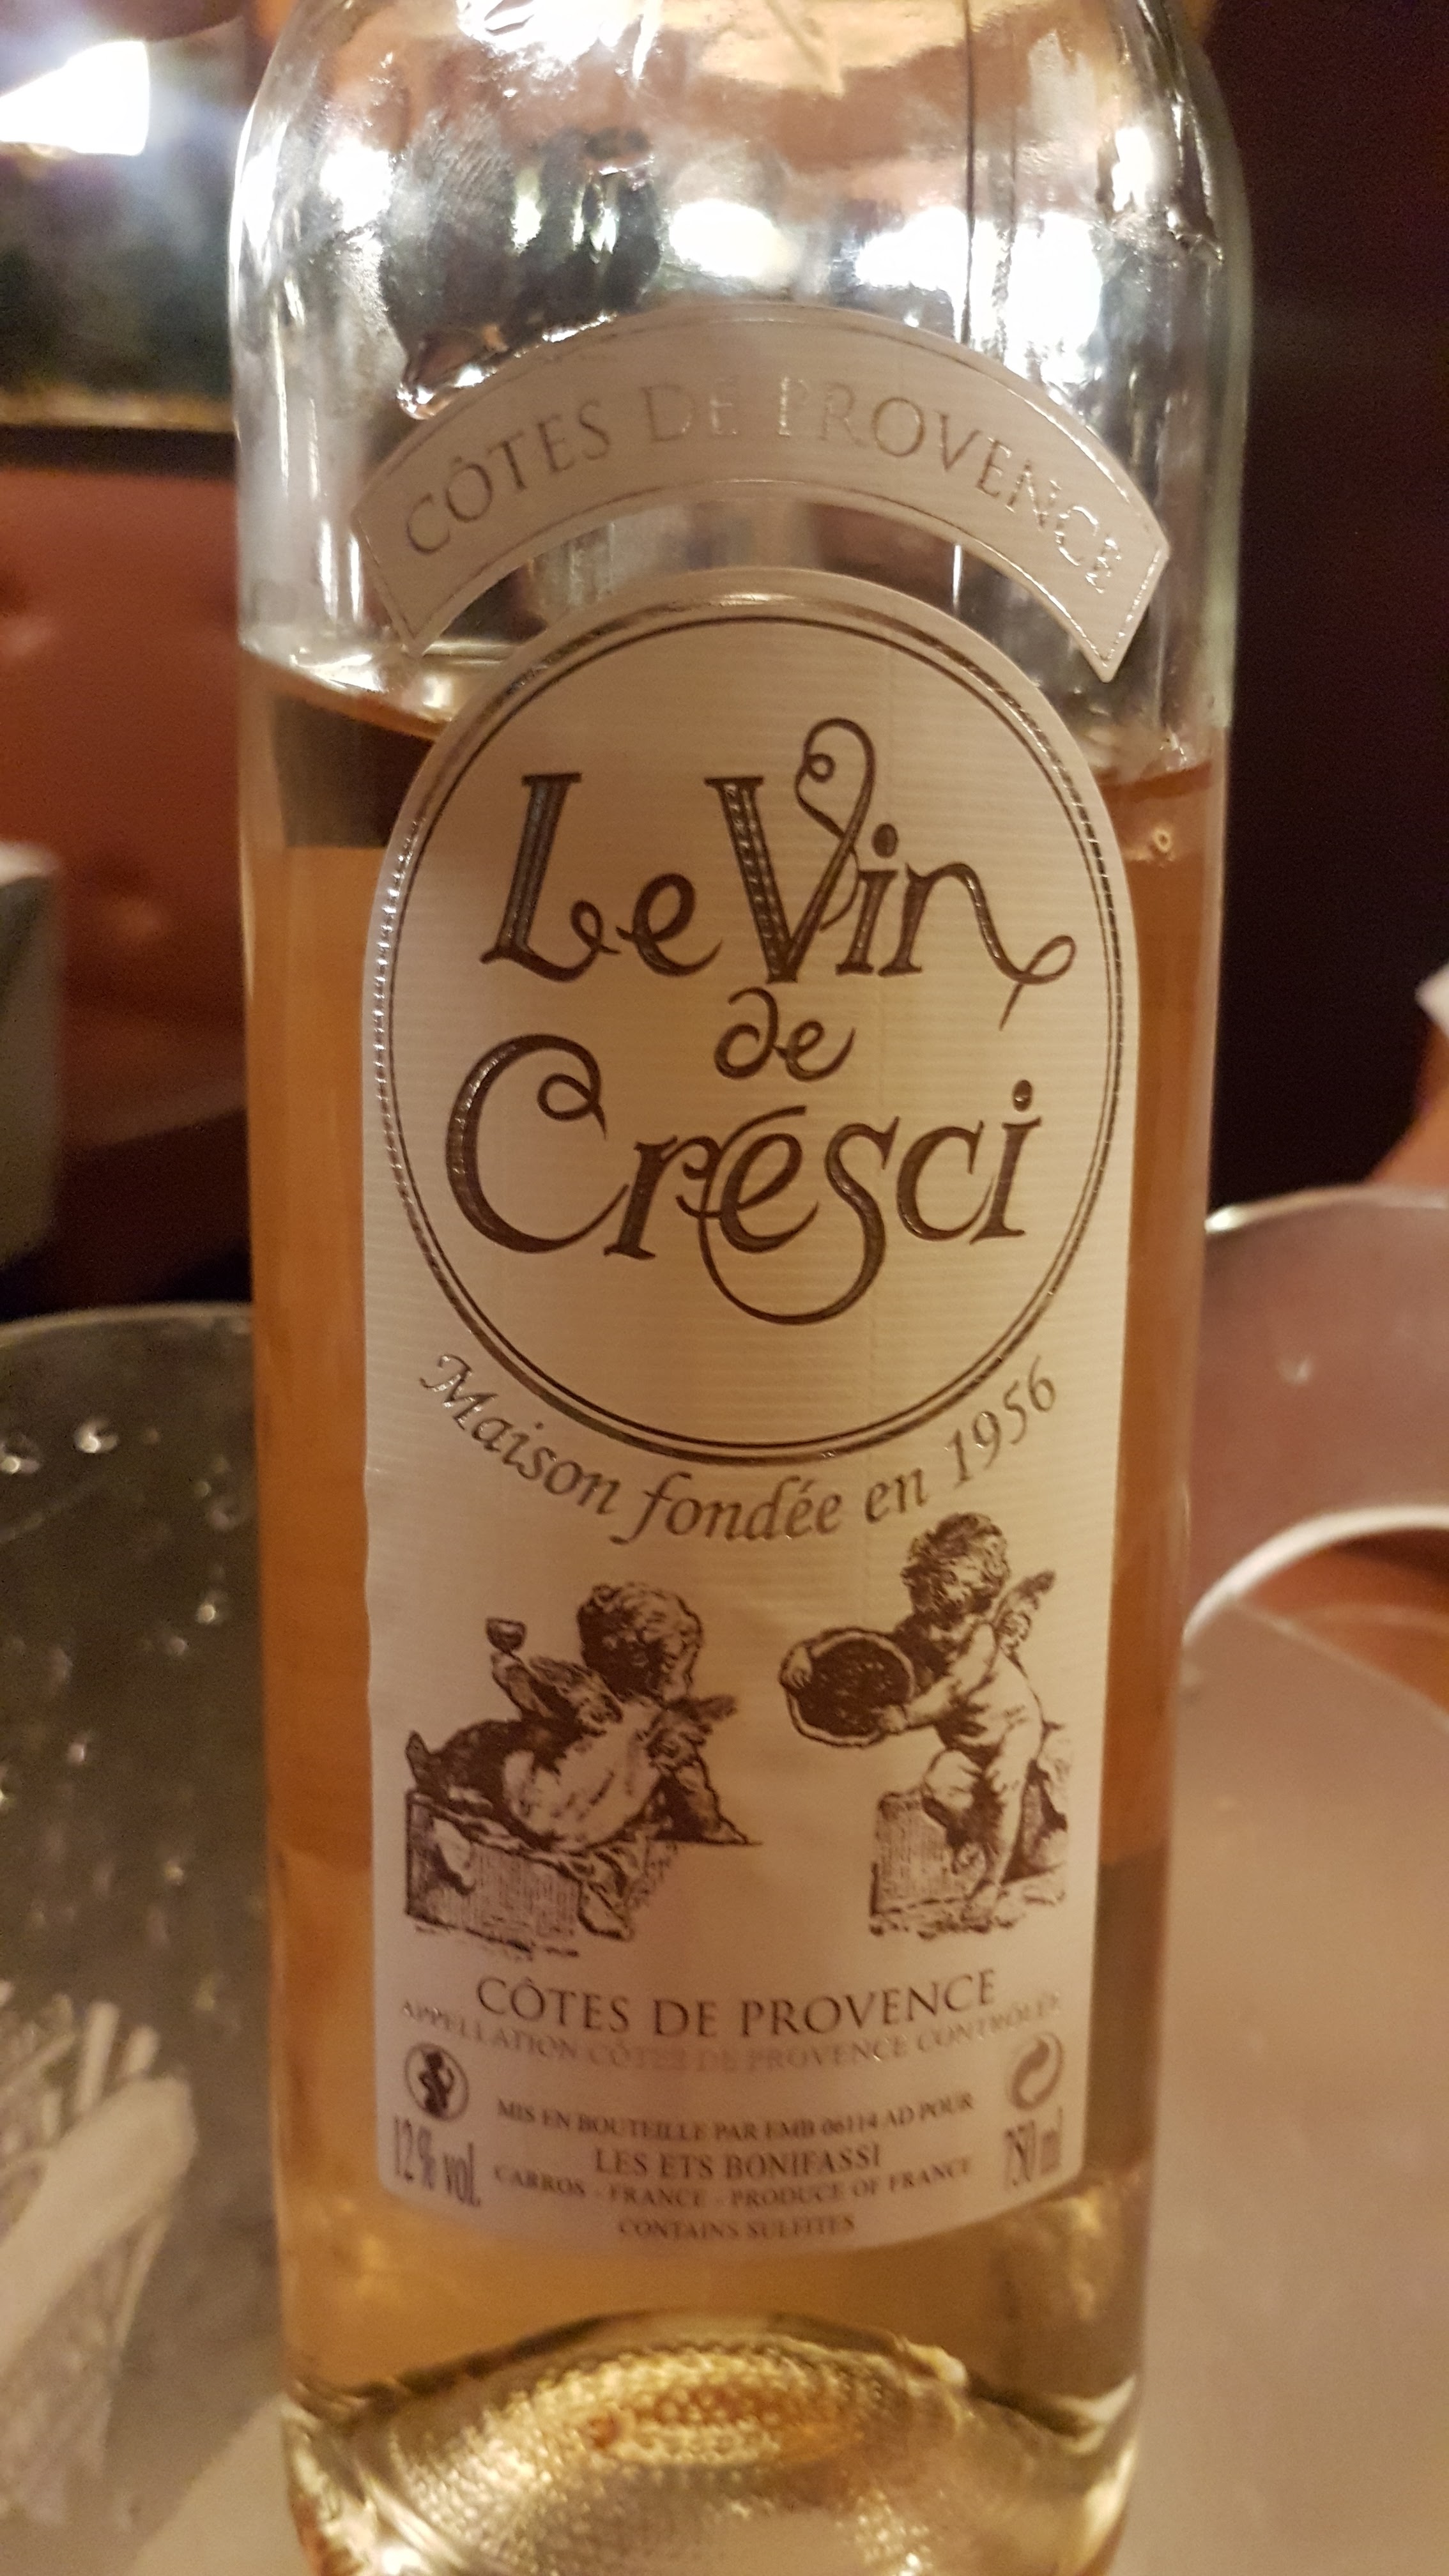 CÔTES DE PROVENCE
Le Vin
de
Crésci
Maison fondée en 1956
CÔTES DE PROVENCE
APPELLATION CÔTES DE PROVENCE CONTRÔLÉE
MIS EN BOUTEILLE PAR EMB 06114 AD POUR
LES ETS BONIFASSI
12% vol.
CARROS - FRANCE - PRODUCE OF FRANCE
750 ml
CONTAINS SULFITES